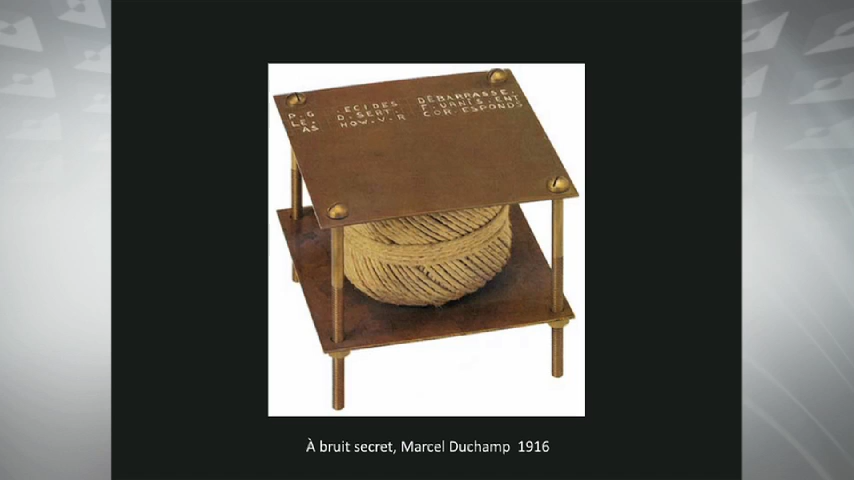 P.G .ECIDES DÉBARRASSE.
LE. D.SERT. F.URNIS.ENT
AS HOW.V.R COR.ESPONDS
À bruit secret, Marcel Duchamp 1916